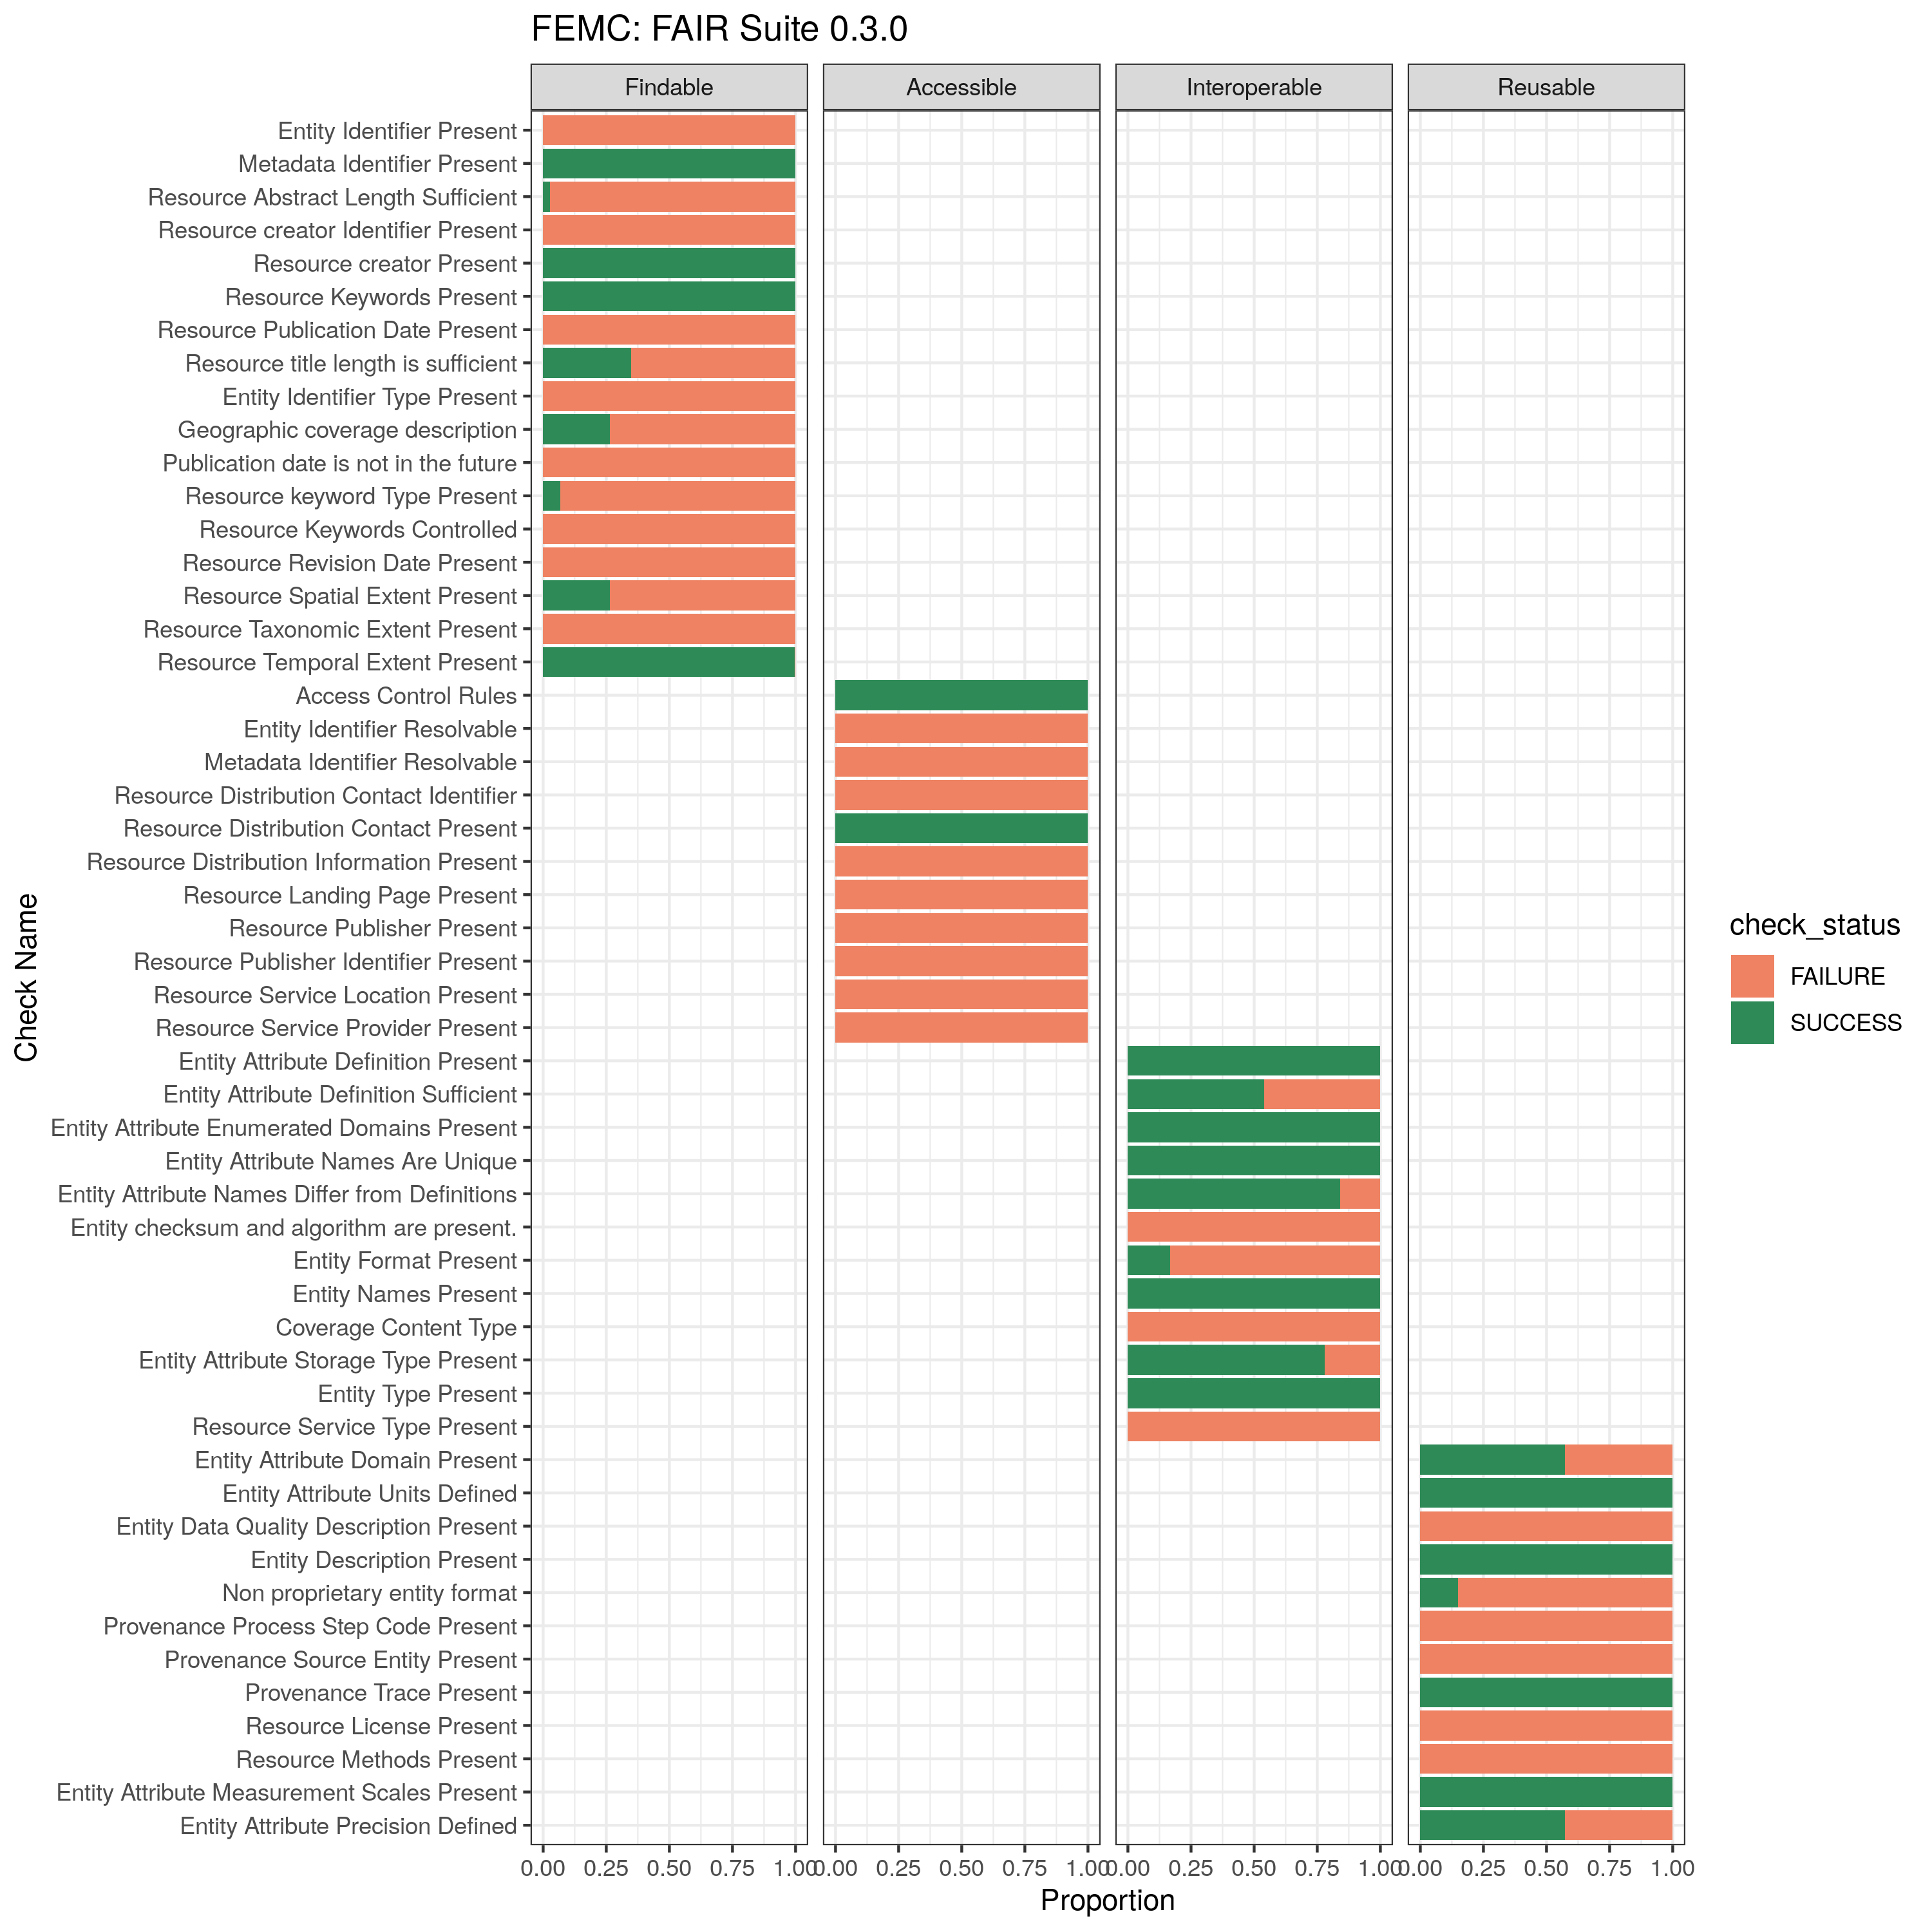 FEMC: FAIR Suite 0.3.0
Findable
Accessible
Interoperable
Reusable
Check Name
Entity Identifier Present
Metadata Identifier Present
Resource Abstract Length Sufficient
Resource creator Identifier Present
Resource creator Present
Resource Keywords Present
Resource Publication Date Present
Resource title length is sufficient
Entity Identifier Type Present
Geographic coverage description
Publication date is not in the future
Resource keyword Type Present
Resource Keywords Controlled
Resource Revision Date Present
Resource Spatial Extent Present
Resource Taxonomic Extent Present
Resource Temporal Extent Present
Access Control Rules
Entity Identifier Resolvable
Metadata Identifier Resolvable
Resource Distribution Contact Identifier
Resource Distribution Contact Present
Resource Distribution Information Present
Resource Landing Page Present
Resource Publisher Present
Resource Publisher Identifier Present
Resource Service Location Present
Resource Service Provider Present
Entity Attribute Definition Present
Entity Attribute Definition Sufficient
Entity Attribute Enumerated Domains Present
Entity Attribute Names Are Unique
Entity Attribute Names Differ from Definitions
Entity checksum and algorithm are present.
Entity Format Present
Entity Names Present
Coverage Content Type
Entity Attribute Storage Type Present
Entity Type Present
Resource Service Type Present
Entity Attribute Domain Present
Entity Attribute Units Defined
Entity Data Quality Description Present
Entity Description Present
Non proprietary entity format
Provenance Process Step Code Present
Provenance Source Entity Present
Provenance Trace Present
Resource License Present
Resource Methods Present
Entity Attribute Measurement Scales Present
Entity Attribute Precision Defined
0.00 0.25 0.50 0.75 1.00
0.00 0.25 0.50 0.75 1.00
0.00 0.25 0.50 0.75 1.00
0.00 0.25 0.50 0.75 1.00
Proportion
check_status
FAILURE
SUCCESS